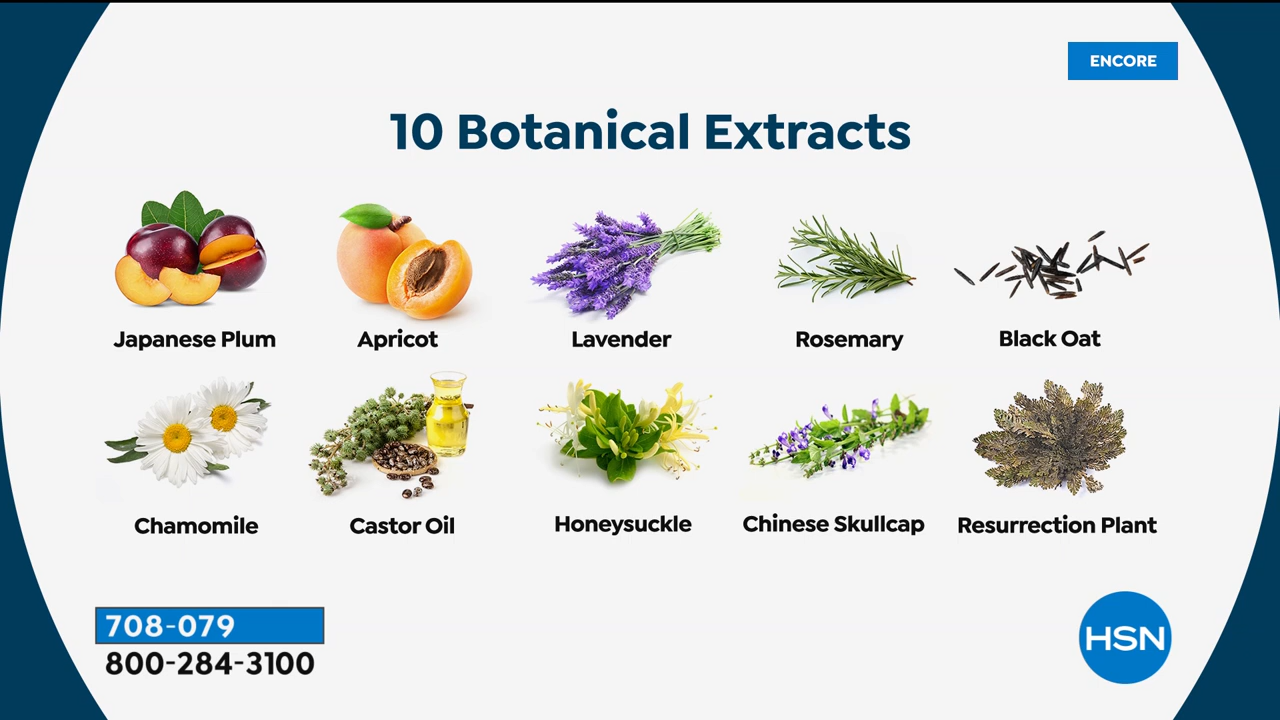 ENCORE
10 Botanical Extracts
Japanese Plum
Apricot
Lavender
Rosemary
Black Oat
Chamomile
Castor Oil
Honeysuckle
Chinese Skullcap
Resurrection Plant
708-079
800-284-3100
HSN